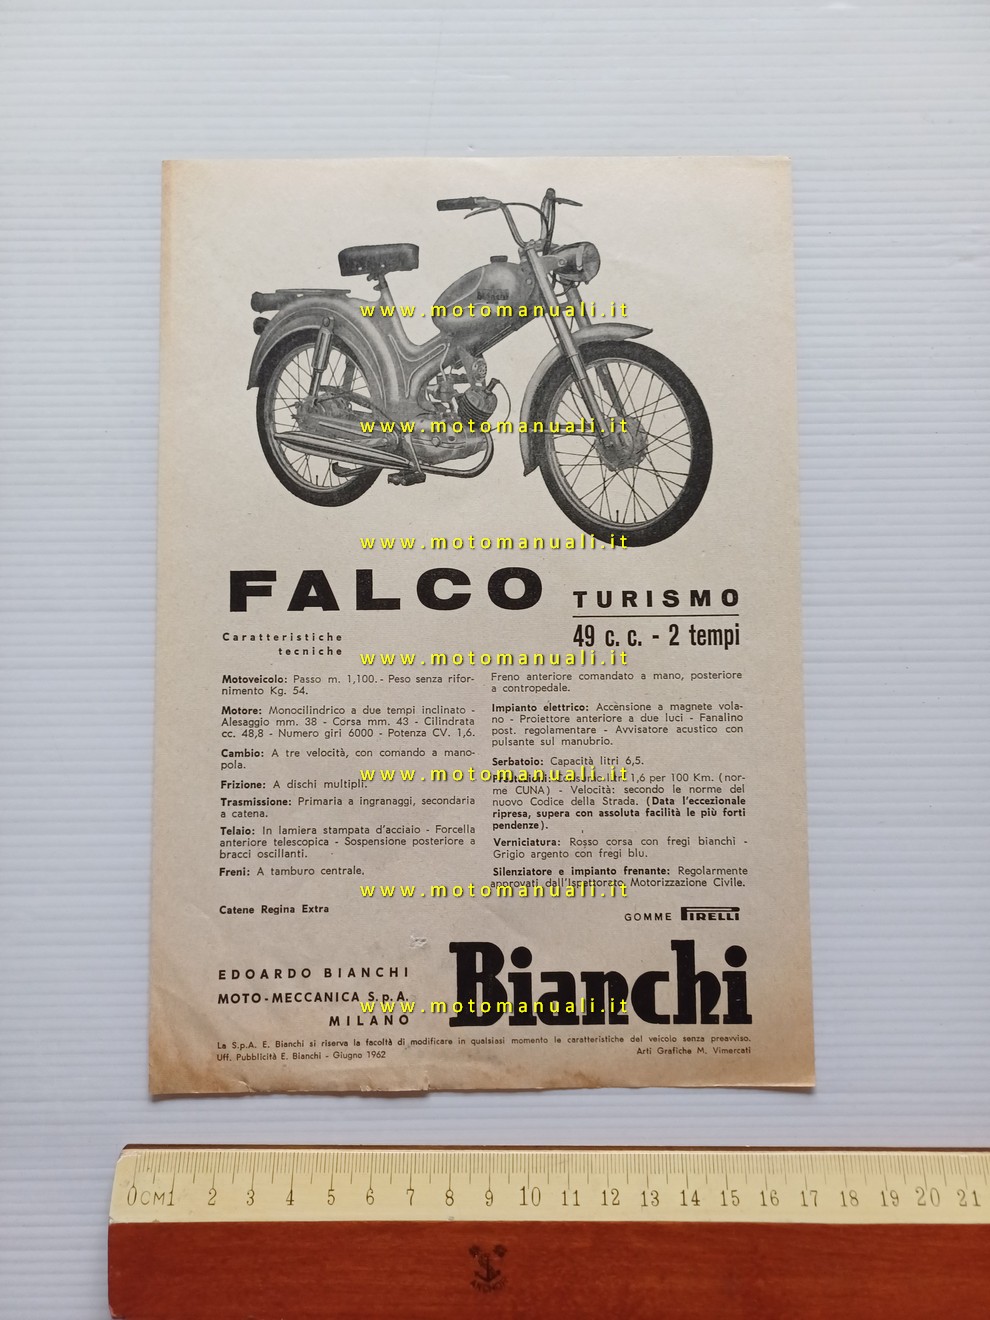 www.motomanuali.it
www.motomanuali.it
www.motomanuali.it
FALCO
TURISMO
49 c. c. - 2 tempi
Caratteristiche
tecniche
www.motomanuali.it
Motoveicolo: Passo m. 1,100. - Peso senza rifor-
nimento Kg. 54.
Motore: Monocilindrico a due tempi inclinato -
Alesaggio mm. 38 - Corsa mm. 43 - Cilindrata
cc. 48,8 - Numero giri 6000 - Potenza CV. 1,6.
Cambio: A tre velocità, con comando a mano-
pola.
Frizione: A dischi multipli.
Trasmissione: Primaria a ingranaggi, secondaria
a catena.
Telaio: In lamiera stampata d'acciaio - Forcella
anteriore telescopica - Sospensione posteriore a
bracci oscillanti.
Freni: A tamburo centrale.
Freno anteriore comandato a mano, posteriore
a contropedale.
Impianto elettrico: Accensione a magnete vola-
no - Proiettore anteriore a due luci - Fanalino
post. regolamentare - Avvisatore acustico con
pulsante sul manubrio.
Serbatoio: Capacità litri 6,5.
www.motomanuali.it
1,6 per 100 Km. (nor-
me CUNA) - Velocità: secondo le norme del
nuovo Codice della Strada. (Data l'eccezionale
ripresa, supera con assoluta facilità le più forti
pendenze).
Verniciatura: Rosso corsa con fregi bianchi -
Grigio argento con fregi blu.
Silenziatore e impianto frenante: Regolarmente
approvati dall'Ispettorato Motorizzazione Civile.
www.motomanuali.it
Catene Regina Extra
GOMME PIRELLI
EDOARDO BIANCHI
MOTO-MECCANICA S.p.A.
MILANO
Bianchi
www.motomanuali.it
La S.p.A. E. Bianchi si riserva la facoltà di modificare in qualsiasi momento le caratteristiche del veicolo senza preavviso.
Uff. Pubblicità E. Bianchi - Giugno 1962
Arti Grafiche M. Vimercati
0CM1 2 3 4 5 6 7 8 9 10 11 12 13 14 15 16 17 18 19 20 21